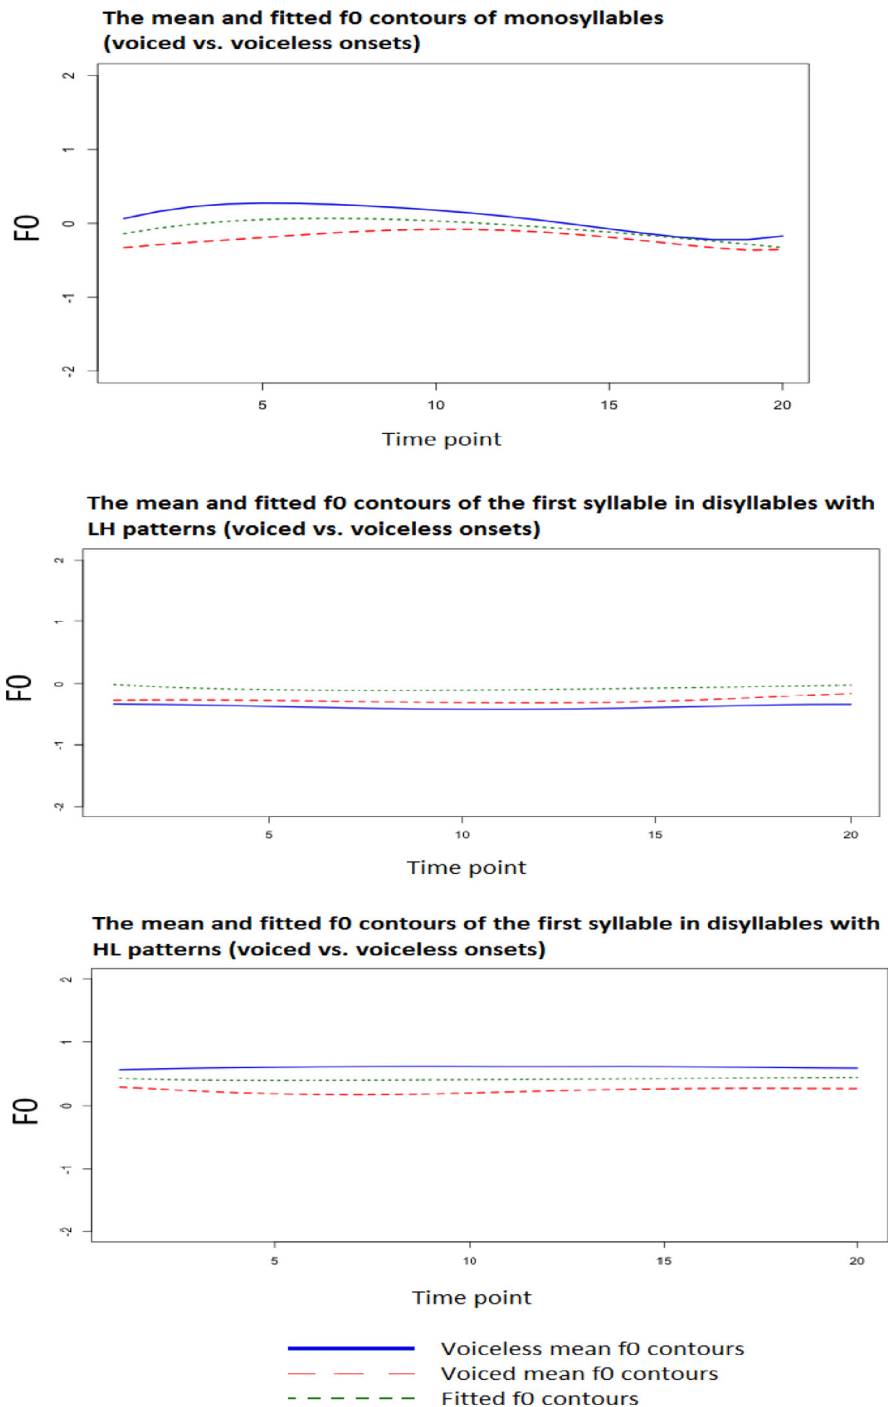 The mean and fitted f0 contours of monosyllables
(voiced vs. voiceless onsets)
2
1
0
-1
-2
F0
5 10 15 20
Time point
The mean and fitted f0 contours of the first syllable in disyllables with
LH patterns (voiced vs. voiceless onsets)
2
1
0
-1
-2
F0
5 10 15 20
Time point
The mean and fitted f0 contours of the first syllable in disyllables with
HL patterns (voiced vs. voiceless onsets)
2
1
0
-1
-2
F0
5 10 15 20
Time point
Voiceless mean f0 contours
Voiced mean f0 contours
Fitted f0 contours